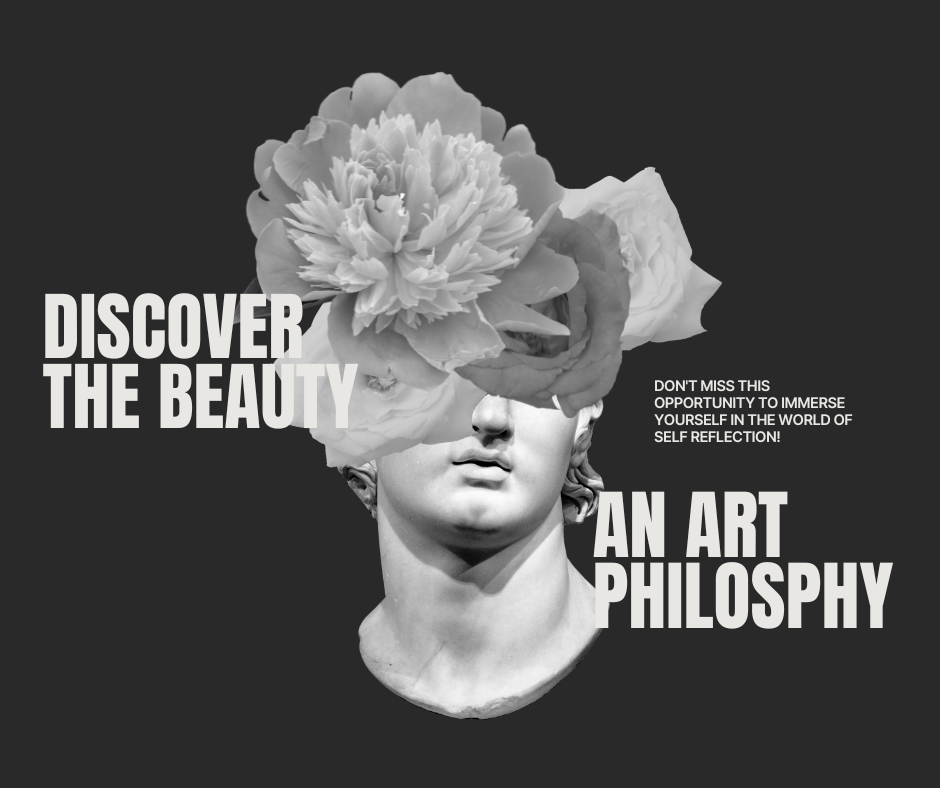 DISCOVER
THE BEAUTY
DON'T MISS THIS
OPPORTUNITY TO IMMERSE
YOURSELF IN THE WORLD OF
SELF REFLECTION!
AN ART
PHILOSPHY